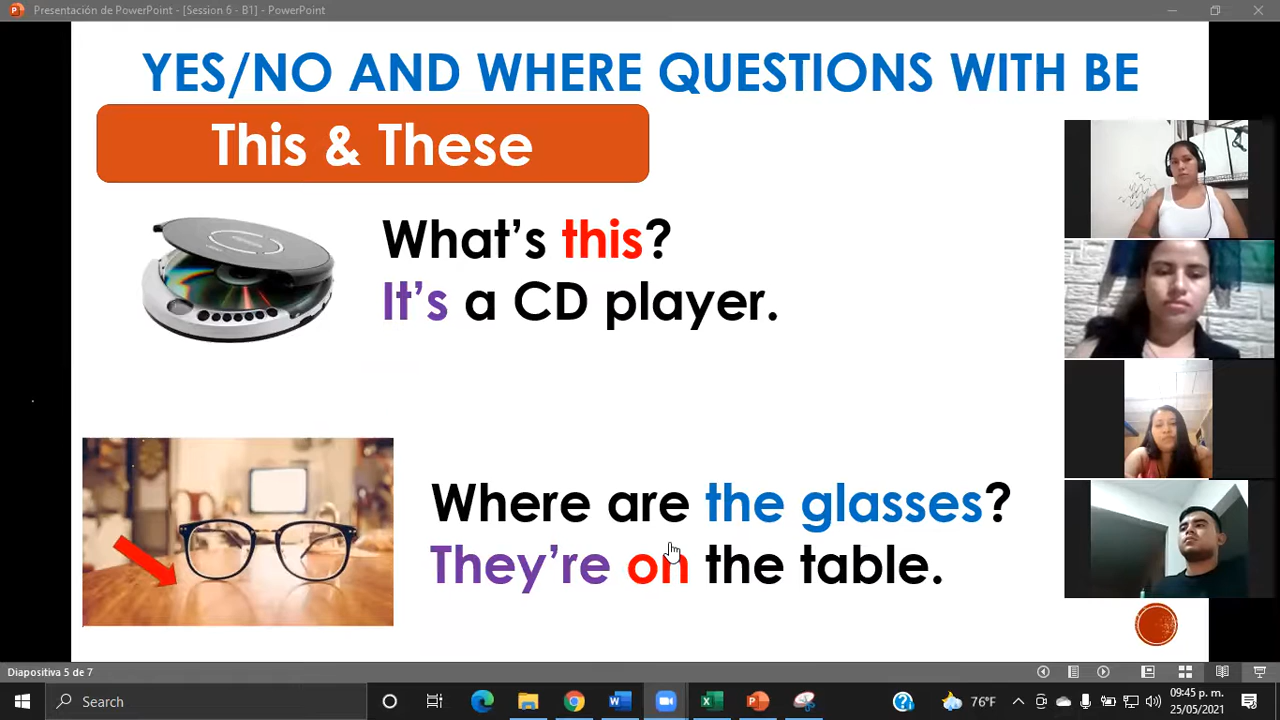 Presentación de PowerPoint - [Session 6 - B1] - PowerPoint
YES/NO AND WHERE QUESTIONS WITH BE
This & These
What's this?
It's a CD player.
Where are the glasses?
They're on the table.
Diapositiva 5 de 7
Search
76°F
09:45 p. m.
25/05/2021